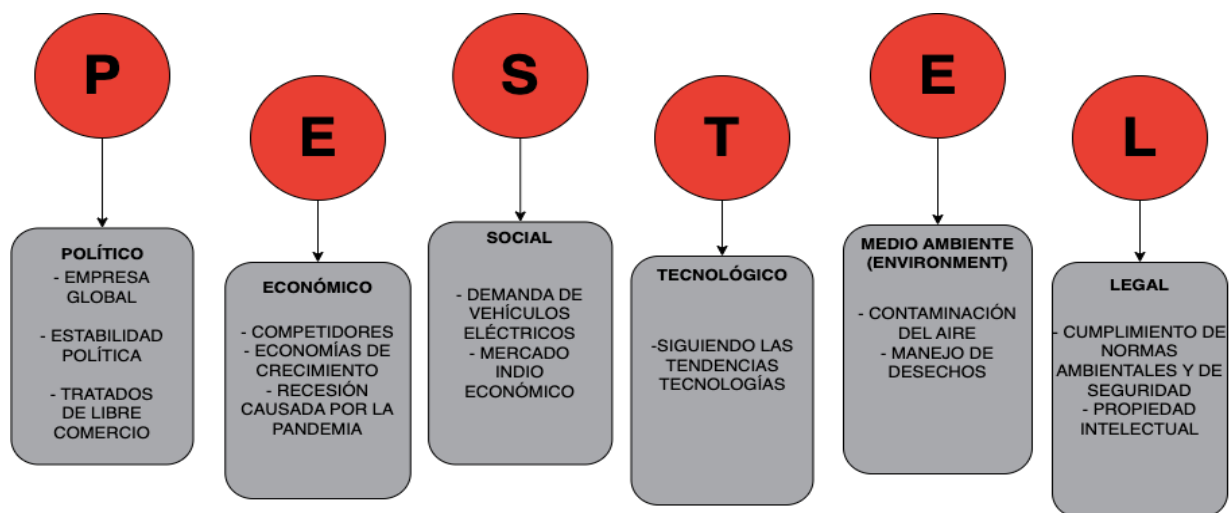 P
POLÍTICO
- EMPRESA
GLOBAL
- ESTABILIDAD
POLÍTICA
- TRATADOS
DE LIBRE
COMERCIO
E
ECONÓMICO
- COMPETIDORES
- ECONOMÍAS DE
CRECIMIENTO
- RECESIÓN
CAUSADA POR LA
PANDEMIA
S
SOCIAL
- DEMANDA DE
VEHÍCULOS
ELÉCTRICOS
- MERCADO
INDIO
ECONÓMICO
T
TECNOLÓGICO
-SIGUIENDO LAS
TENDENCIAS
TECNOLOGÍAS
E
MEDIO AMBIENTE
(ENVIRONMENT)
- CONTAMINACIÓN
DEL AIRE
- MANEJO DE
DESECHOS
L
LEGAL
- CUMPLIMIENTO DE
NORMAS
AMBIENTALES Y DE
SEGURIDAD
- PROPIEDAD
INTELECTUAL